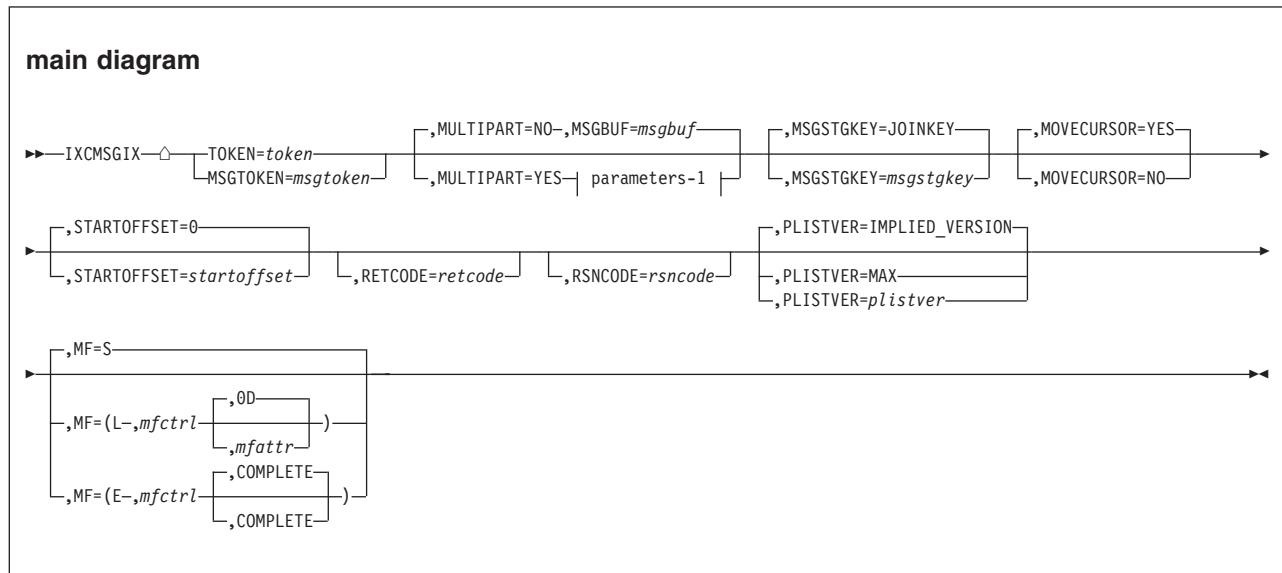 main diagram
,MULTIPART=NO ,MSGBUF=msgbuf ,MSGSTGKEY=JOINKEY ,MOVECURSOR=YES
IXCMSGIX TOKEN=token
MSGTOKEN=msgtoken ,MULTIPART=YES parameters-1 ,MSGSTGKEY=msgstgkey ,MOVECURSOR=NO
,STARTOFFSET=0 ,PLISTVER=IMPLIED_VERSION
,STARTOFFSET=startoffset ,RETCODE=retcode ,RSNCODE=rsncode ,PLISTVER=MAX
,PLISTVER=plistver
,MF=S
,0D
,MF=(L ,mfctrl )
,mfattr
,COMPLETE
,MF=(E ,mfctrl )
,COMPLETE